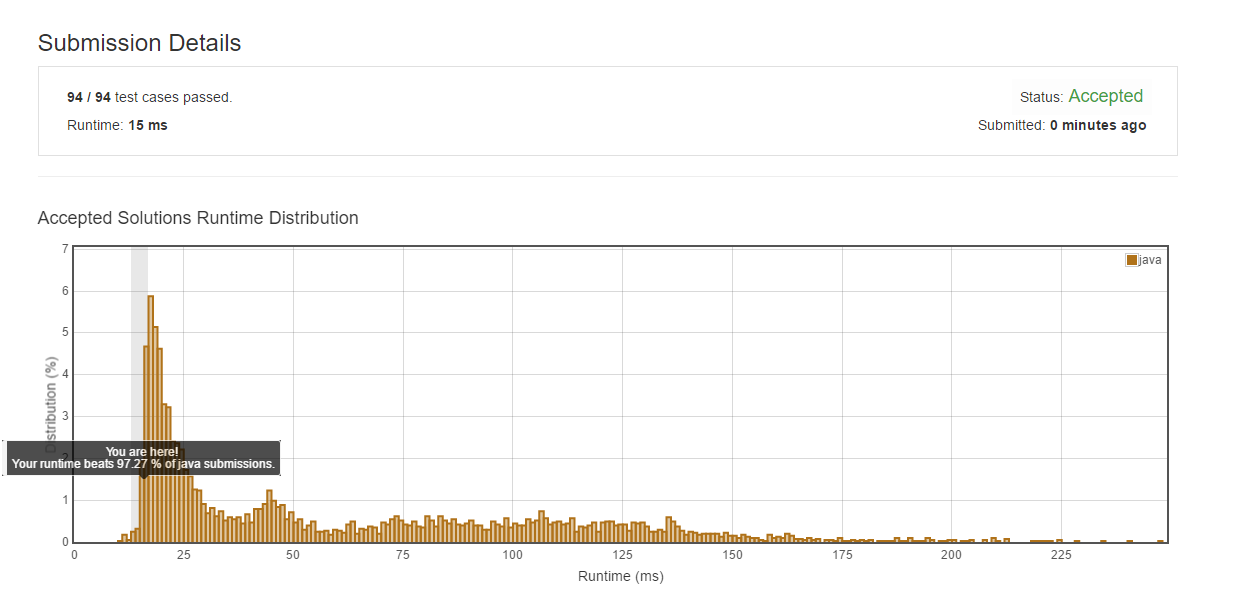 Submission Details
94 / 94 test cases passed.
Status: Accepted
Runtime: 15 ms
Submitted: 0 minutes ago
Accepted Solutions Runtime Distribution
7
java
6
5
4
Distribution (%)
3
You are here!
2
Your runtime beats 97.27 % of java submissions.
1
0
0 25 50 75 100 125 150 175 200 225
Runtime (ms)